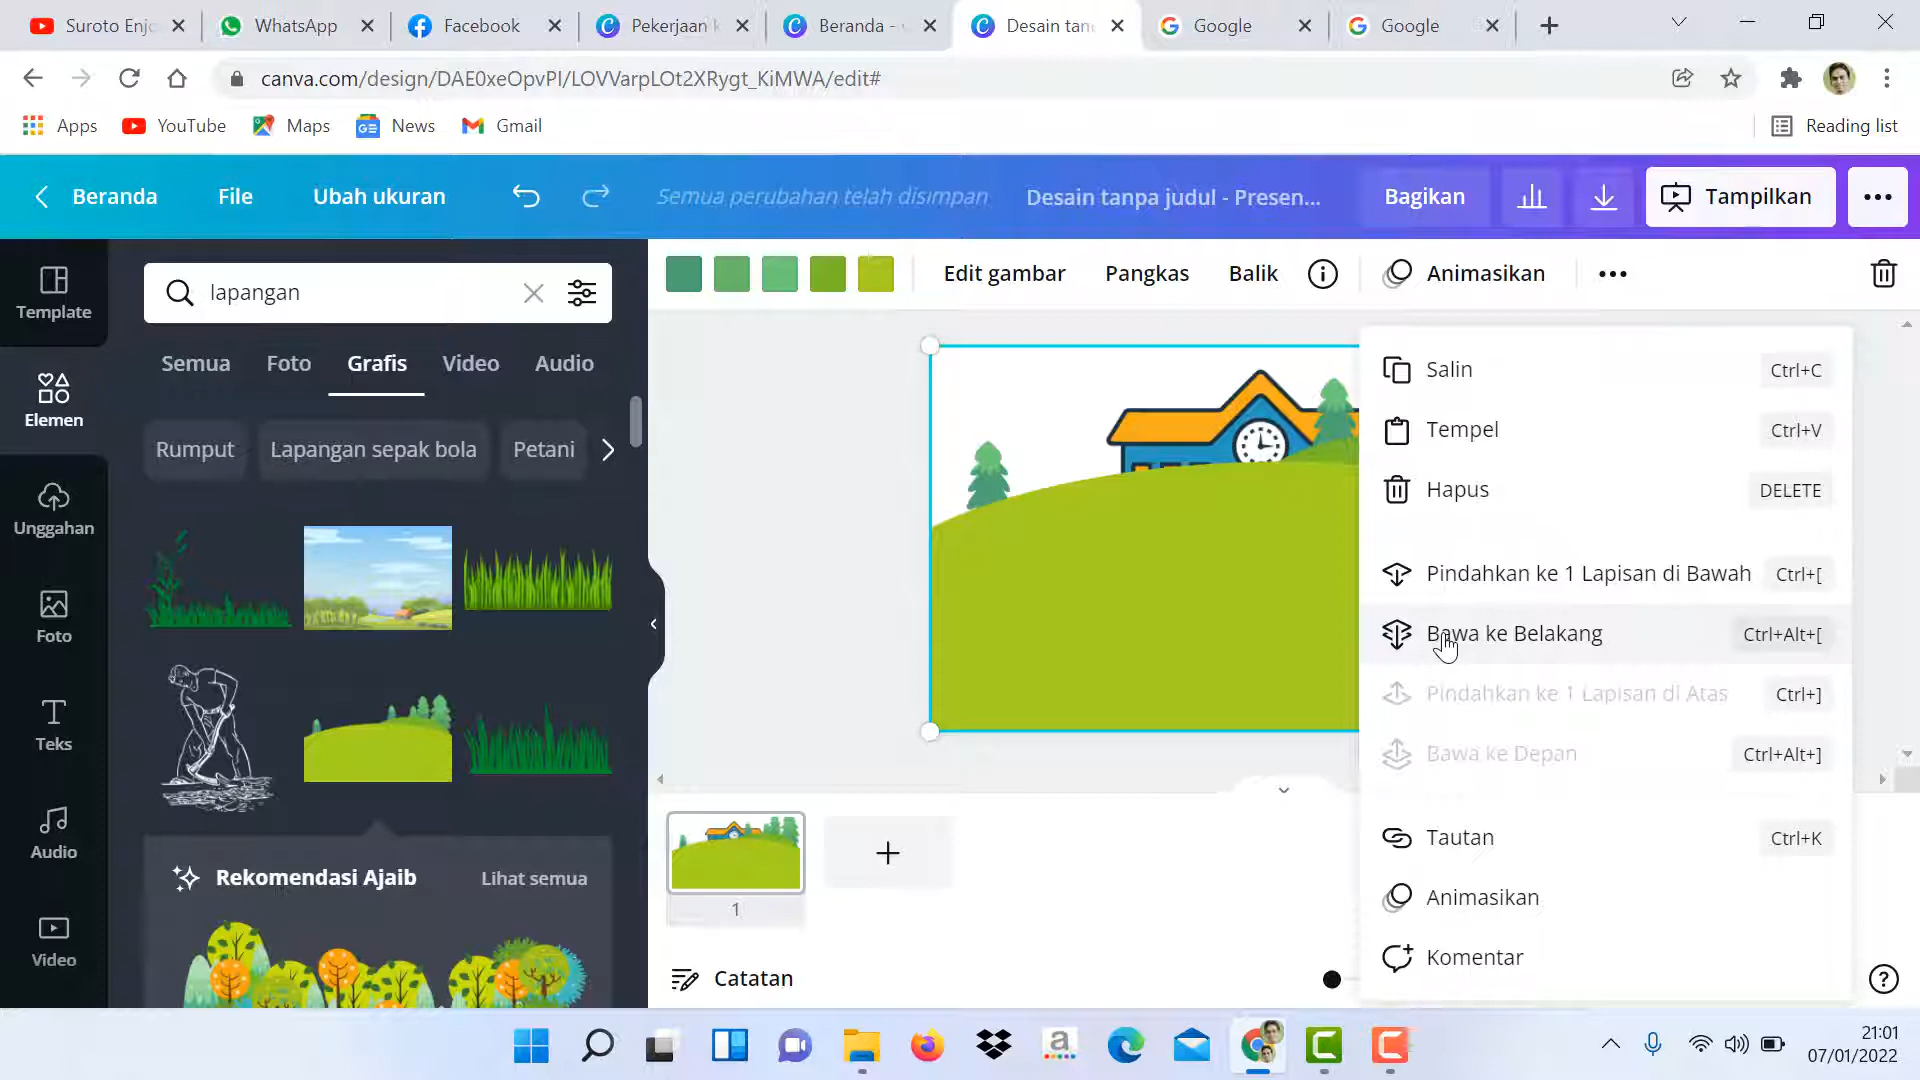 Suroto Enjo
WhatsApp
Facebook
Pekerjaan k
Beranda -
Desain tan
Google
Google
canva.com/design/DAE0xeOpvPI/LOVVarpLOt2XRygt_KiMWA/edit#
Apps
YouTube
Maps
News
Gmail
Reading list
Beranda
File
Ubah ukuran
Semua perubahan telah disimpan
Desain tanpa judul - Presen...
Bagikan
Tampilkan
Template
Elemen
Unggahan
Foto
Teks
Audio
Video
lapangan
Semua
Foto
Grafis
Video
Audio
Rumput
Lapangan sepak bola
Petani
Rekomendasi Ajaib
Lihat semua
Edit gambar
Pangkas
Balik
Animasikan
Salin Ctrl+C
Tempel Ctrl+V
Hapus DELETE
Pindahkan ke 1 Lapisan di Bawah Ctrl+[
Bawa ke Belakang Ctrl+Alt+[
Pindahkan ke 1 Lapisan di Atas Ctrl+]
Bawa ke Depan Ctrl+Alt+]
Tautan Ctrl+K
Animasikan
Komentar
1
Catatan
21:01
07/01/2022